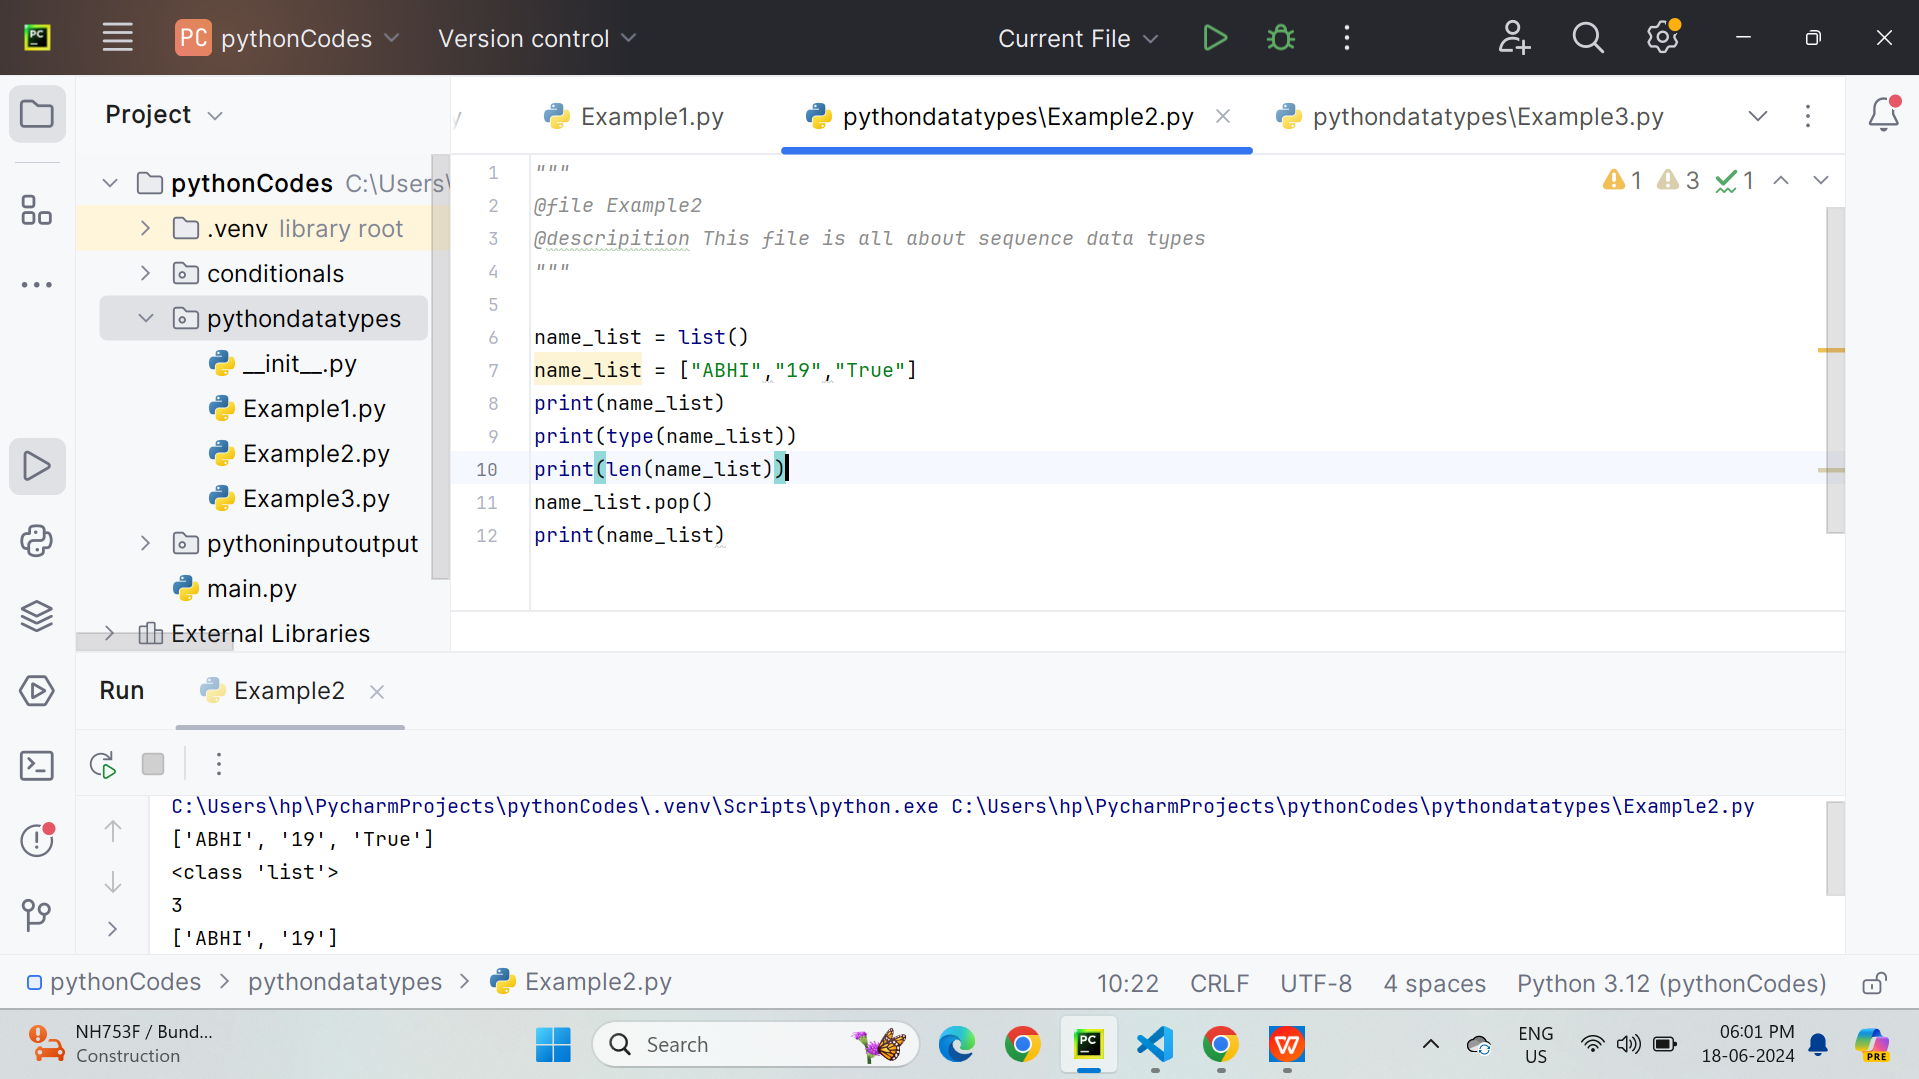 PC
PC pythonCodes Version control Current File
Project
Example1.py pythondatatypes\Example2.py pythondatatypes\Example3.py
pythonCodes C:\Users\
.venv library root
conditionals
pythondatatypes
__init__.py
Example1.py
Example2.py
Example3.py
pythoninputoutput
main.py
External Libraries
1 3 1
1 """
2 @file Example2
3 @descripition This file is all about sequence data types
4 """
5
6 name_list = list()
7 name_list = ["ABHI","19","True"]
8 print(name_list)
9 print(type(name_list))
10 print(len(name_list))
11 name_list.pop()
12 print(name_list)
Run Example2
C:\Users\hp\PycharmProjects\pythonCodes\.venv\Scripts\python.exe C:\Users\hp\PycharmProjects\pythonCodes\pythondatatypes\Example2.py
['ABHI', '19', 'True']
<class 'list'>
3
['ABHI', '19']
pythonCodes > pythondatatypes > Example2.py 10:22 CRLF UTF-8 4 spaces Python 3.12 (pythonCodes)
NH753F / Bund...
Construction
Search
PC
W
ENG
US
06:01 PM
18-06-2024
PRE